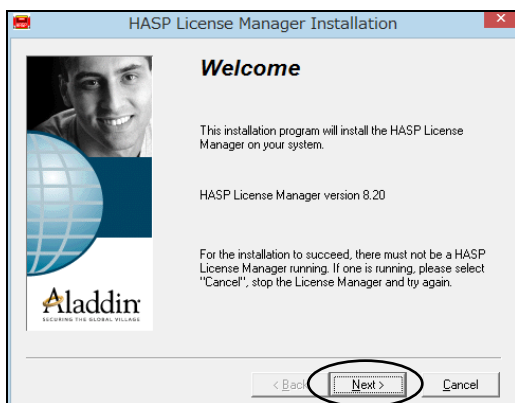 HASP License Manager Installation
Welcome
This installation program will install the HASP License
Manager on your system.
HASP License Manager version 8.20
For the installation to succeed, there must not be a HASP
License Manager running. If one is running, please select
"Cancel", stop the License Manager and try again.
Aladdin
SECURING THE GLOBAL VILLAGE
< Back
Next >
Cancel